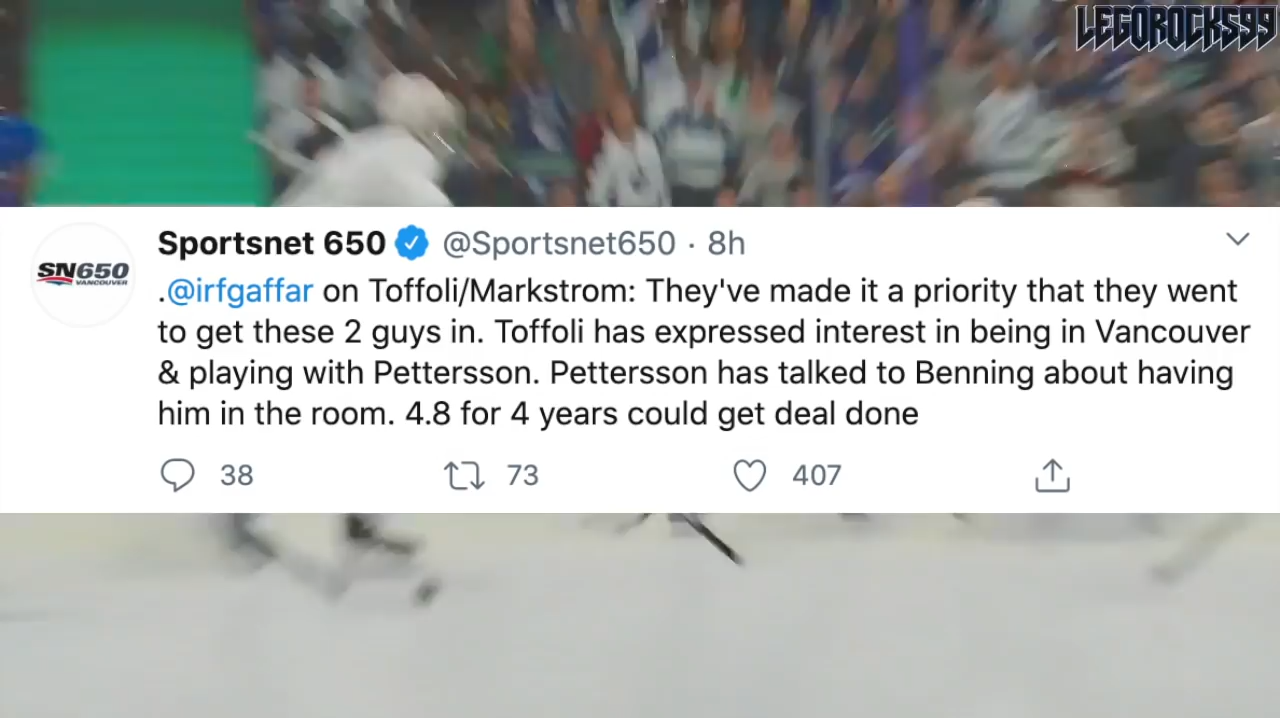 LEGOROCKS99
Sportsnet 650 @Sportsnet650 · 8h
SN650
VANCOUVER
.@irfgaffar on Toffoli/Markstrom: They've made it a priority that they went
to get these 2 guys in. Toffoli has expressed interest in being in Vancouver
& playing with Pettersson. Pettersson has talked to Benning about having
him in the room. 4.8 for 4 years could get deal done
38 73 407